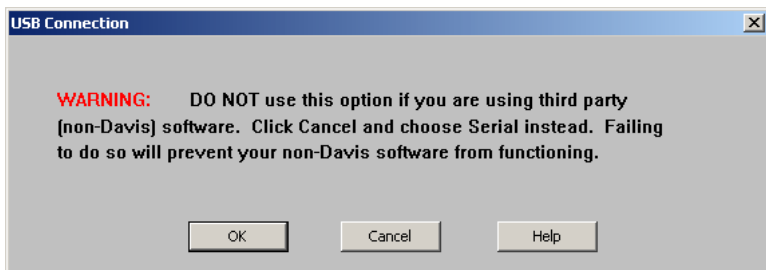 USB Connection
WARNING: DO NOT use this option if you are using third party
(non-Davis) software. Click Cancel and choose Serial instead. Failing
to do so will prevent your non-Davis software from functioning.
OK Cancel Help